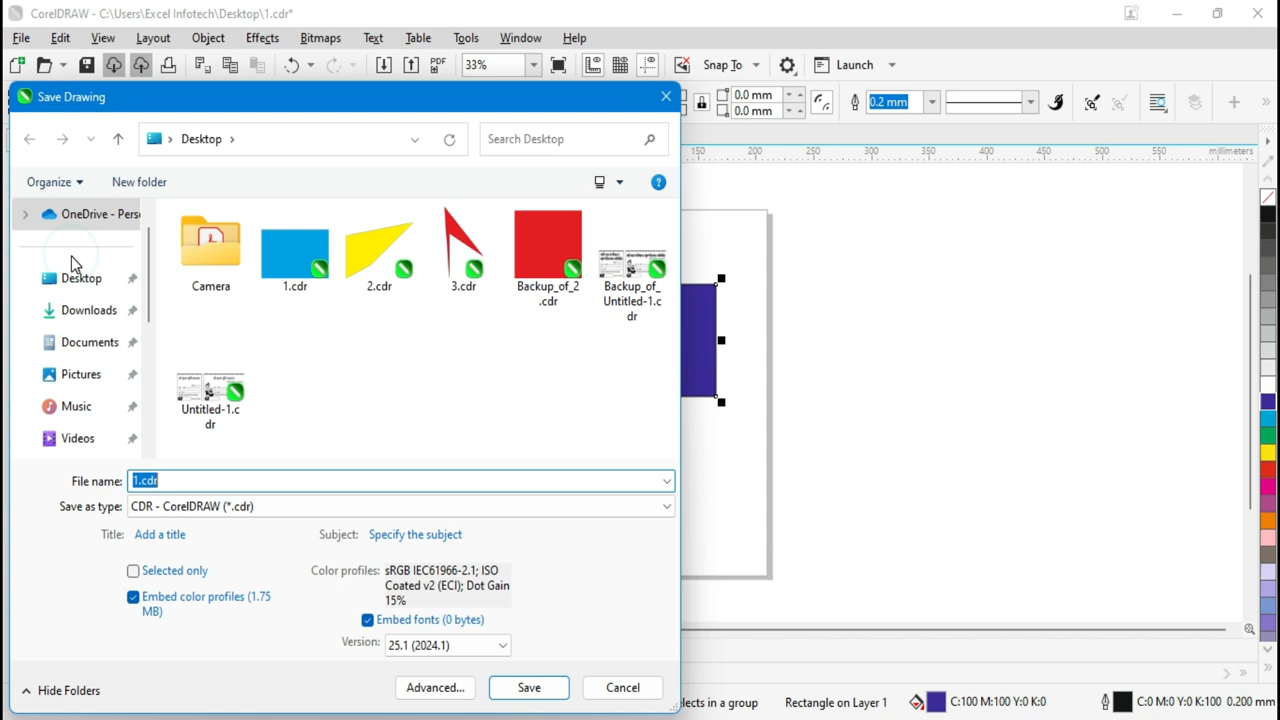 CorelDRAW - C:\Users\Excel Infotech\Desktop\1.cdr*
File Edit View Layout Object Effects Bitmaps Text Table Tools Window Help
PDF 33% Snap To Launch
Save Drawing
0.0 mm 0.2 mm
0.0 mm
Desktop Search Desktop
150 200 250 300 350 400 450 500 550 millimeters
Organize New folder
OneDrive - Pers
Desktop
Downloads
Documents
Pictures
Music
Videos
Camera
1.cdr
2.cdr
3.cdr
Backup_of_2
.cdr
Backup_of_
Untitled-1.c
dr
Untitled-1.c
dr
File name: 1.cdr
Save as type: CDR - CorelDRAW (*.cdr)
Title: Add a title Subject: Specify the subject
Selected only
Embed color profiles (1.75
MB)
Color profiles: sRGB IEC61966-2.1; ISO
Coated v2 (ECI); Dot Gain
15%
Embed fonts (0 bytes)
Version: 25.1 (2024.1)
Hide Folders Advanced... Save Cancel
lects in a group Rectangle on Layer 1 C:100 M:100 Y:0 K:0 C:0 M:0 Y:0 K:100 0.200 mm